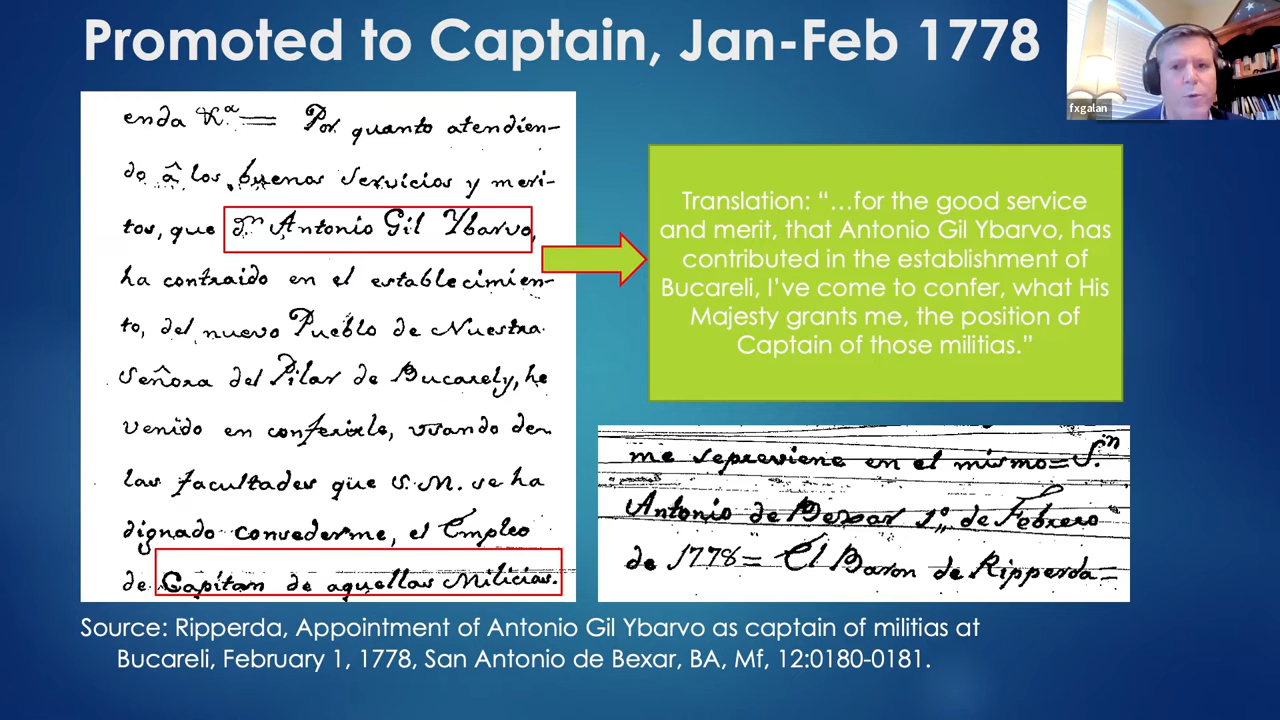 Promoted to Captain, Jan-Feb 1778
fxgalan
enda &.ª = Por quanto atendien-
do â los buenos servicios y meri-
tos, que dⁿ Antonio Gil Ybarvo,
ha contraido en el establecimien-
to, del nuevo Pueblo de Nuestra
Señora del Pilar de Bucarely, he
venido en conferirle, usando de
las facultades que S.M. se ha
dignado consederme, el Empleo
de Capitan de aquellas Milicias.
Translation: “…for the good service
and merit, that Antonio Gil Ybarvo, has
contributed in the establishment of
Bucareli, I’ve come to confer, what His
Majesty grants me, the position of
Captain of those militias.”
me sepreviene en el mismo= S.ⁿ
Antonio de Bexar 1º, de Febrero
de 1778= El Baron de Ripperda=
Source: Ripperda, Appointment of Antonio Gil Ybarvo as captain of militias at
Bucareli, February 1, 1778, San Antonio de Bexar, BA, Mf, 12:0180-0181.